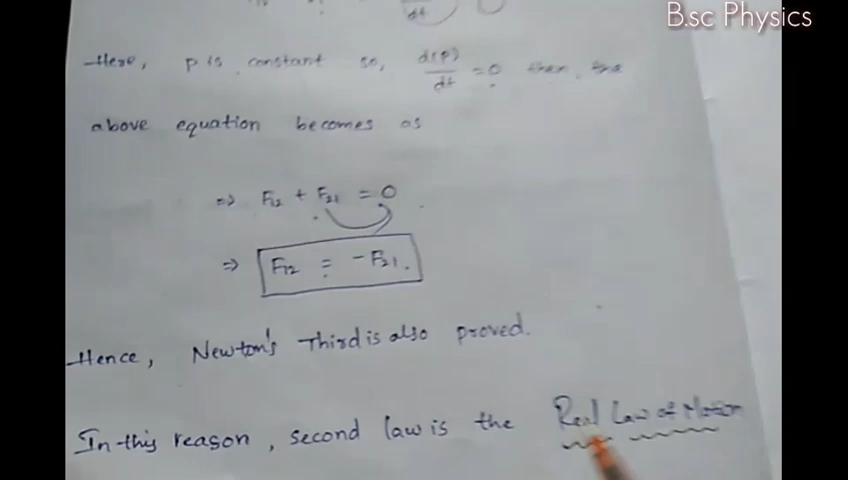 B.sc Physics
dt
Here, p is constant so, d(p)/dt = 0 then, the
above equation becomes as
⇒ F12 + F21 = 0
⇒ F12 = -F21.
Hence, Newton's Third is also proved.
In this reason, second law is the Real Law of Motion